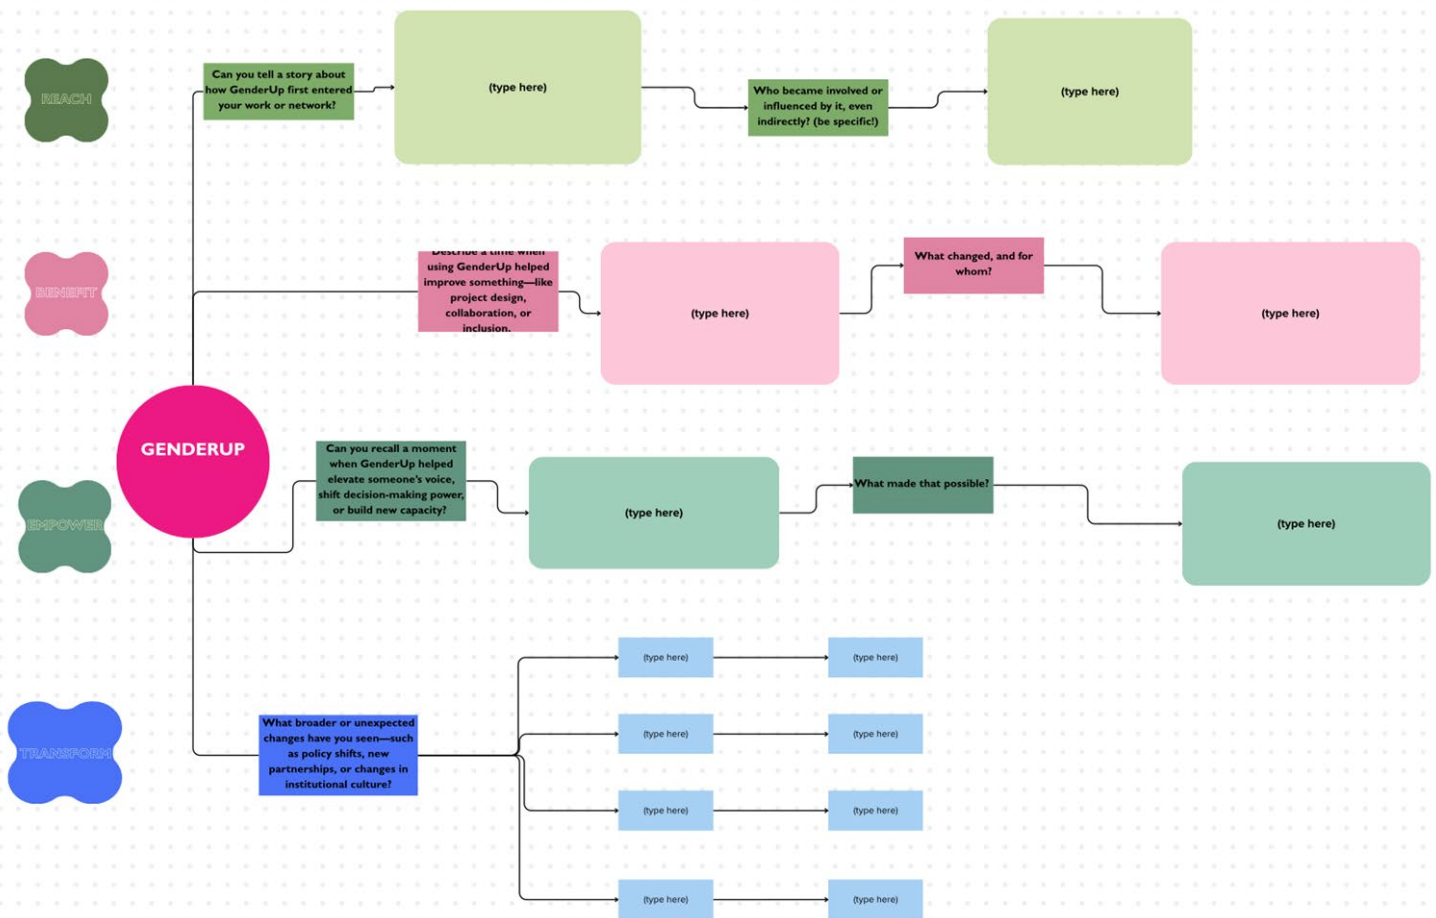 REACH
Can you tell a story about
how GenderUp first entered
your work or network?
(type here)
Who became involved or
influenced by it, even
indirectly? (be specific!)
(type here)
BENEFIT
Describe a time when
using GenderUp helped
improve something—like
project design,
collaboration, or
inclusion.
(type here)
What changed, and for
whom?
(type here)
GENDERUP
EMPOWER
Can you recall a moment
when GenderUp helped
elevate someone's voice,
shift decision-making power,
or build new capacity?
(type here)
What made that possible?
(type here)
TRANSFORM
What broader or unexpected
changes have you seen—such
as policy shifts, new
partnerships, or changes in
institutional culture?
(type here)
(type here)
(type here)
(type here)
(type here)
(type here)
(type here)
(type here)